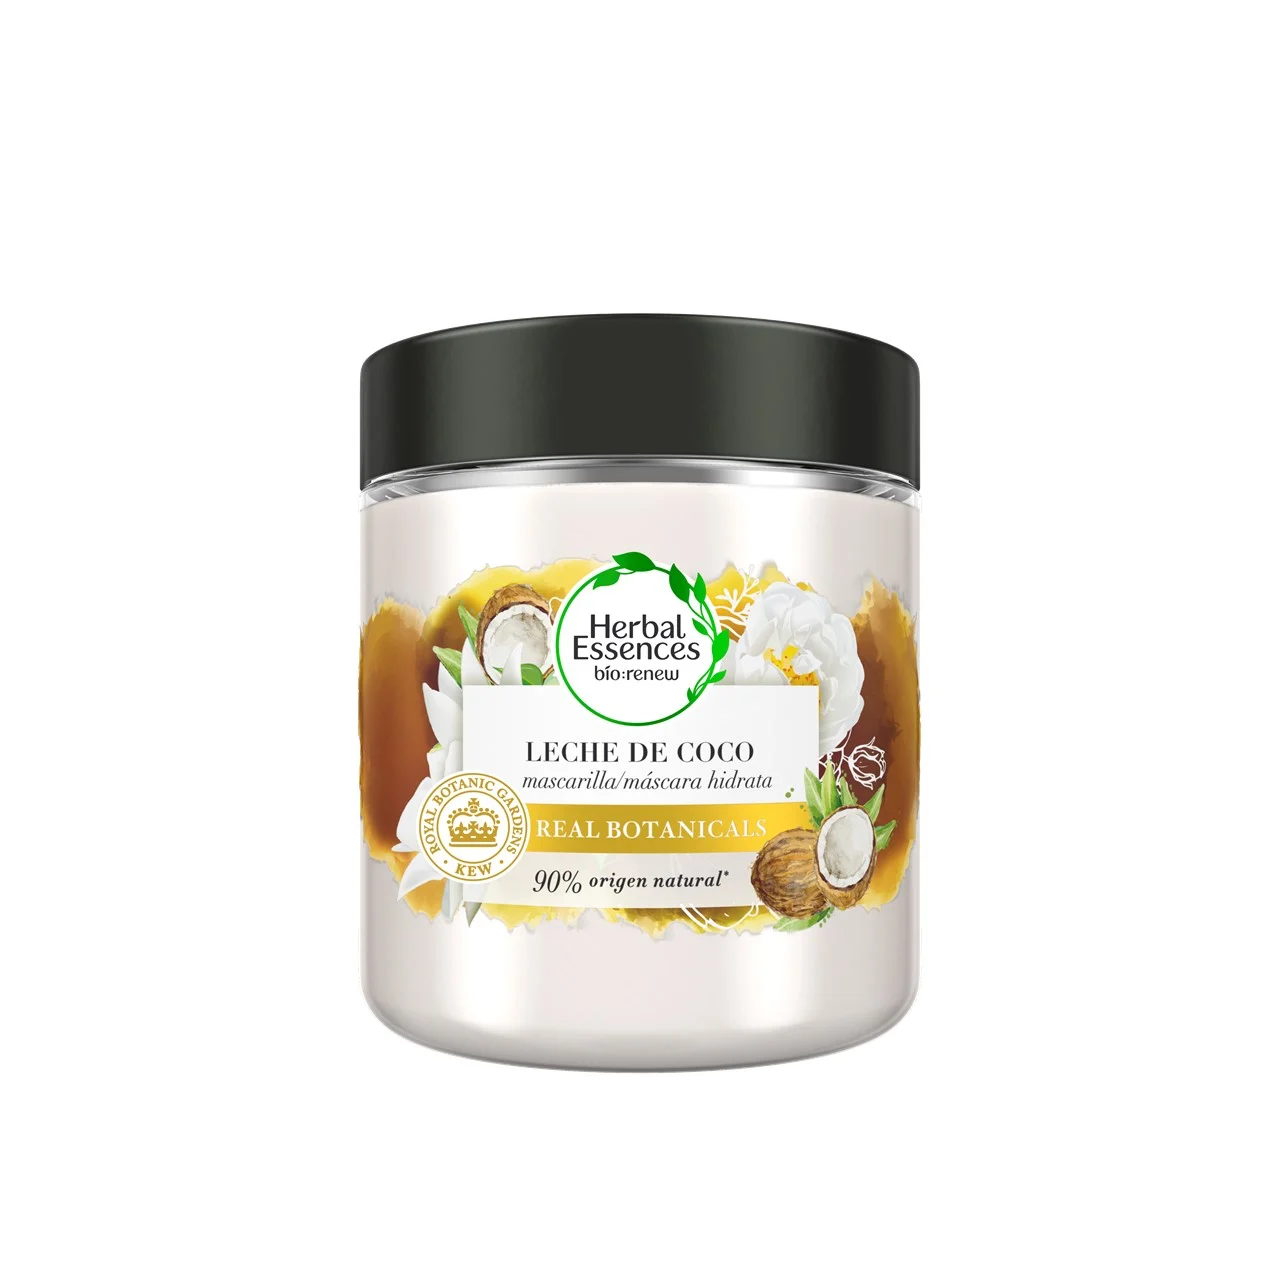 Herbal
Essences
bío:renew
LECHE DE COCO
mascarilla/máscara hidrata
REAL BOTANICALS
90% origen natural*
ROYAL BOTANIC GARDENS
· KEW ·